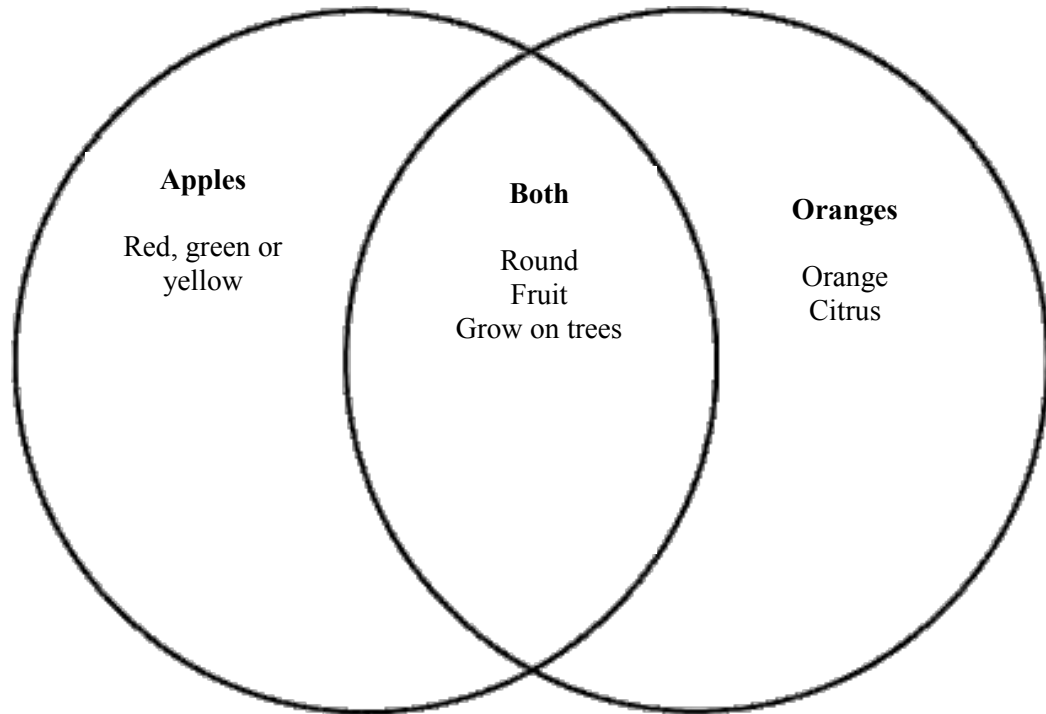 Apples
Red, green or
yellow
Both
Round
Fruit
Grow on trees
Oranges
Orange
Citrus